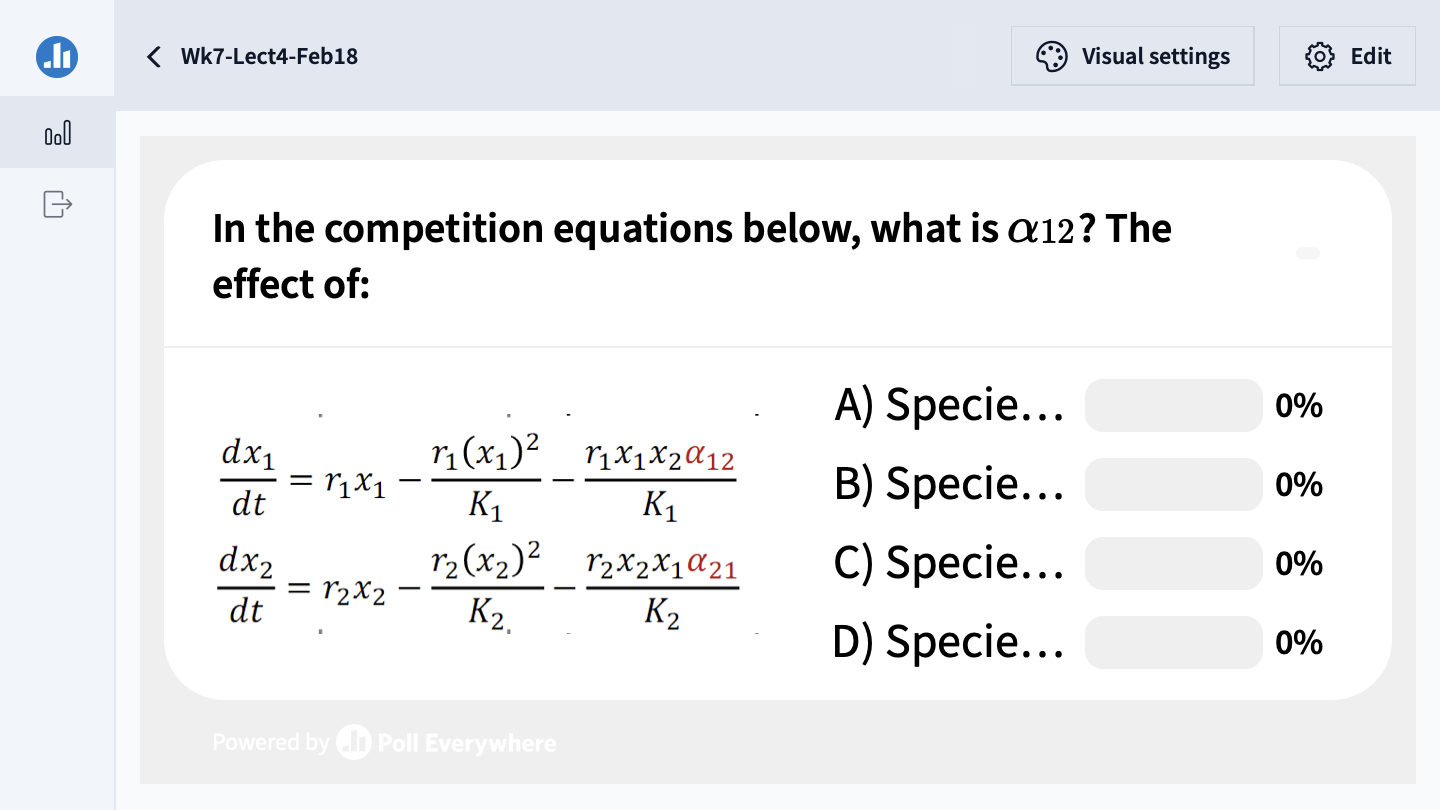 Wk7-Lect4-Feb18
Visual settings
Edit
In the competition equations below, what is α12? The
effect of:
dx₁/dt = r₁x₁ − r₁(x₁)²/K₁ − r₁x₁x₂α₁₂/K₁
dx₂/dt = r₂x₂ − r₂(x₂)²/K₂ − r₂x₂x₁α₂₁/K₂
A) Specie... 0%
B) Specie... 0%
C) Specie... 0%
D) Specie... 0%
Powered by Poll Everywhere